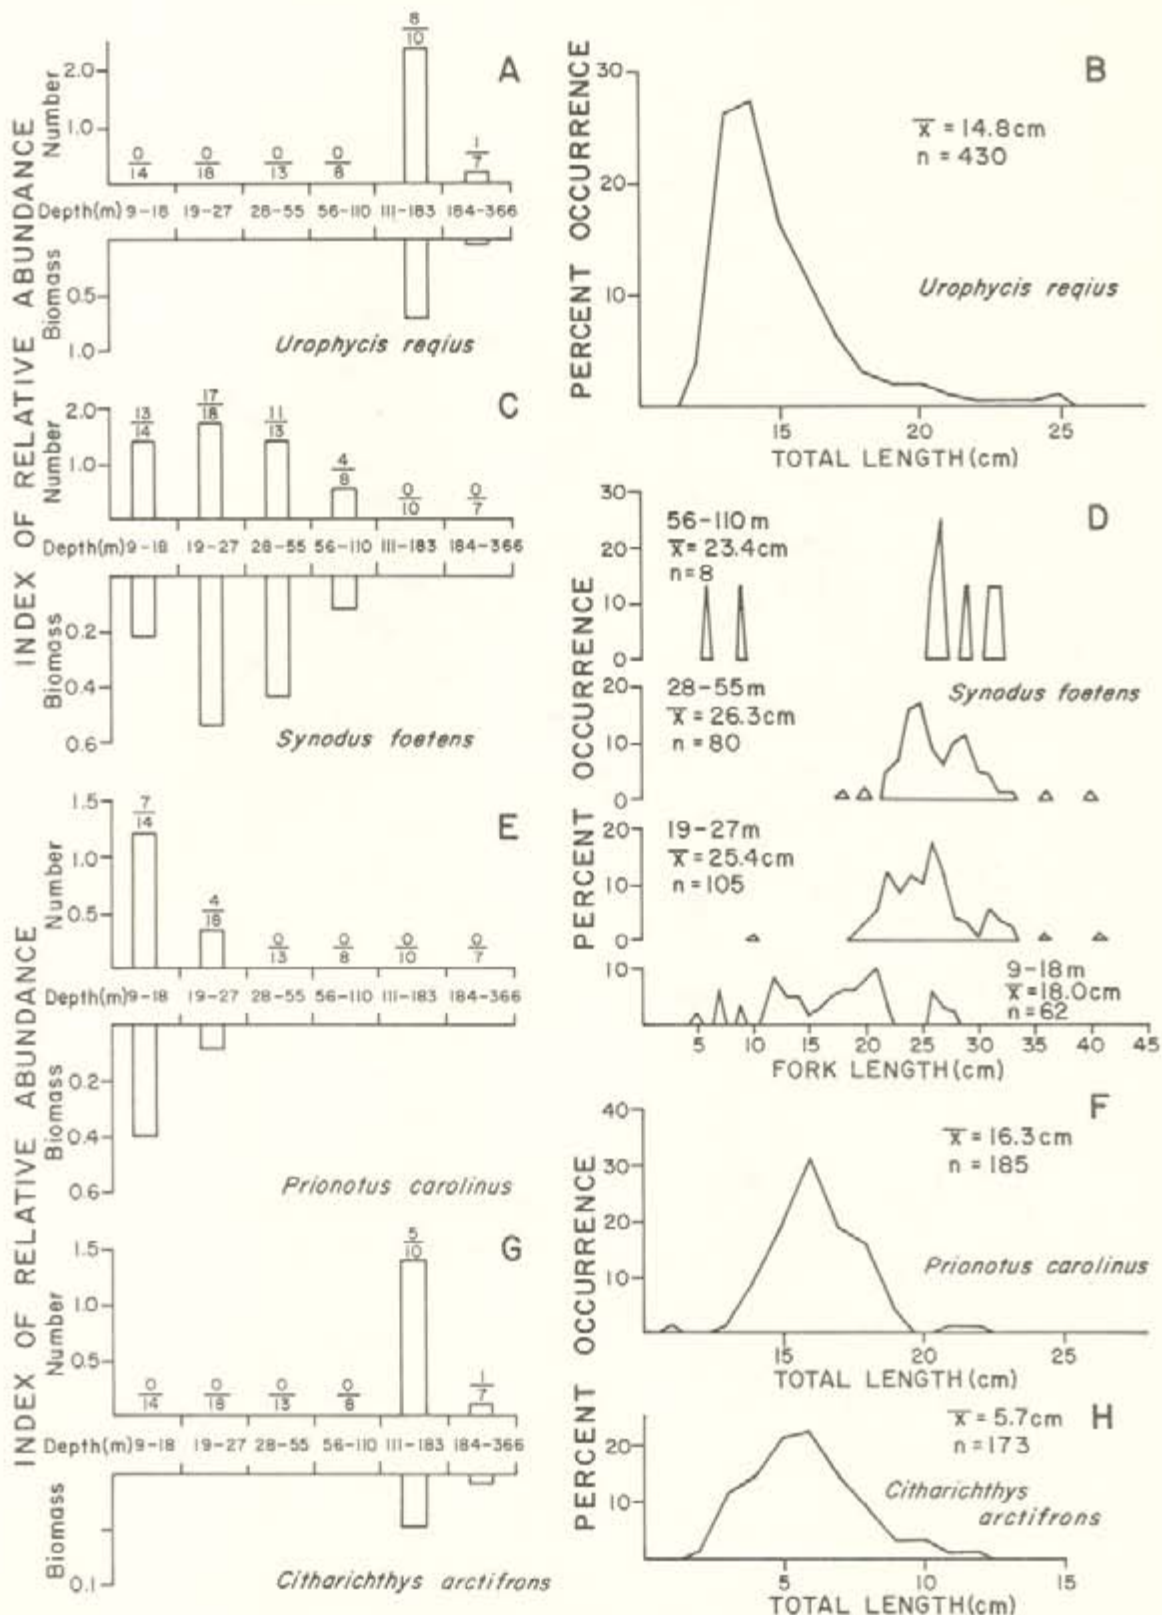 INDEX OF RELATIVE ABUNDANCE
A
Number
2.0
1.0
0/14 0/18 0/13 0/8 8/10 1/7
Depth(m) 9-18 19-27 28-55 56-110 111-183 184-366
Biomass
0.5
1.0
Urophycis regius
B
PERCENT OCCURRENCE
30
20
10
x̄ = 14.8cm
n = 430
Urophycis regius
15 20 25
TOTAL LENGTH (cm)
C
Number
2.0
1.0
13/14 17/18 11/13 4/8 0/10 0/7
Depth(m) 9-18 19-27 28-55 56-110 111-183 184-366
Biomass
0.2
0.4
0.6
Synodus foetens
D
PERCENT OCCURRENCE
30
20
10
0
56-110 m
x̄ = 23.4cm
n = 8
Synodus foetens
20
10
0
28-55m
x̄ = 26.3cm
n = 80
20
10
0
19-27m
x̄ = 25.4cm
n = 105
10
9-18m
x̄ = 18.0cm
n = 62
5 10 15 20 25 30 35 40 45
FORK LENGTH (cm)
INDEX OF RELATIVE ABUNDANCE
E
Number
1.5
1.0
0.5
7/14 4/18 0/13 0/8 0/10 0/7
Depth(m) 9-18 19-27 28-55 56-110 111-183 184-366
Biomass
0.2
0.4
0.6
Prionotus carolinus
F
PERCENT OCCURRENCE
40
30
20
10
x̄ = 16.3cm
n = 185
Prionotus carolinus
15 20 25
TOTAL LENGTH (cm)
G
Number
1.5
1.0
0.5
0/14 0/18 0/13 0/8 5/10 1/7
Depth(m) 9-18 19-27 28-55 56-110 111-183 184-366
Biomass
0.1
Citharichthys arctifrons
H
PERCENT
20
10
x̄ = 5.7cm
n = 173
Citharichthys
arctifrons
5 10 15
TOTAL LENGTH (cm)